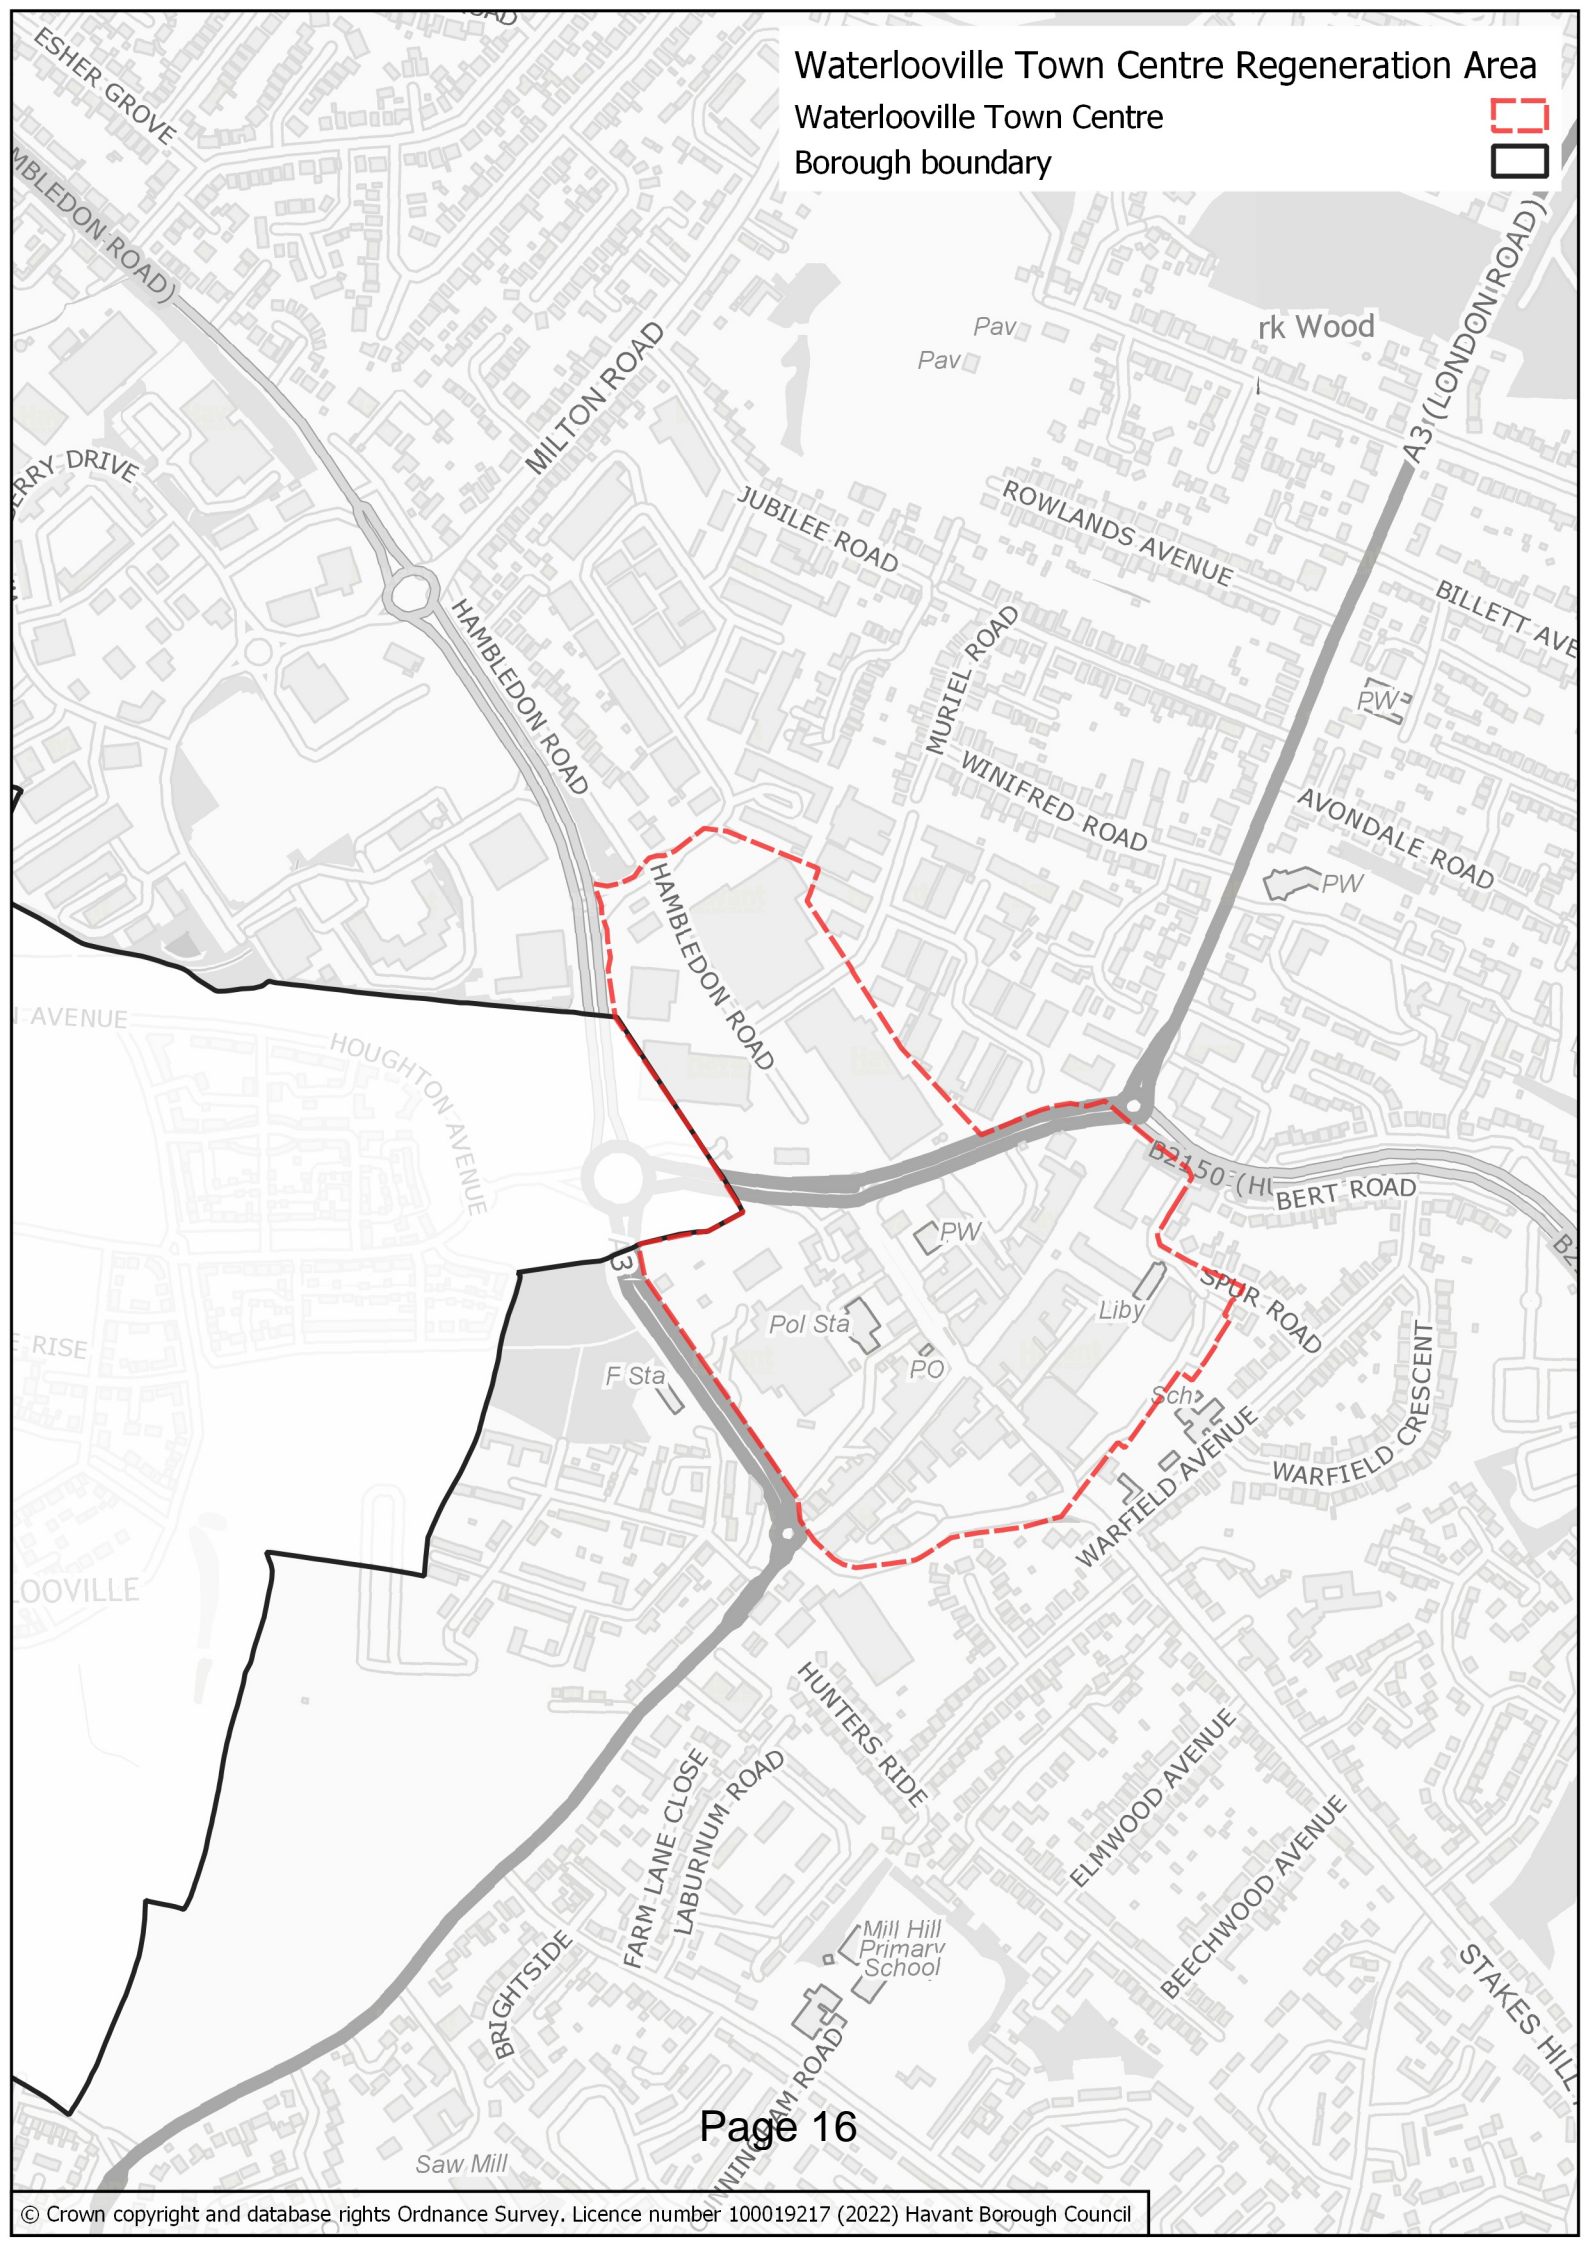 Waterlooville Town Centre Regeneration Area
Waterlooville Town Centre
Borough boundary
ESHER GROVE
MBLEDON ROAD)
MILTON ROAD
Pav
Pav
rk Wood
A3 (LONDON ROAD)
ERRY DRIVE
JUBILEE ROAD
ROWLANDS AVENUE
BILLETT AVE
HAMBLEDON ROAD
MURIEL ROAD
PW
WINIFRED ROAD
AVONDALE ROAD
PW
HAMBLEDON ROAD
AVENUE
HOUGHTON AVENUE
B2150 (HU
BERT ROAD
PW
SPUR ROAD
Liby
Pol Sta
PO
F Sta
E RISE
3
Sch
WARFIELD CRESCENT
WARFIELD AVENUE
LOOVILLE
HUNTERS RIDE
FARM LANE CLOSE
LABURNUM ROAD
ELMWOOD AVENUE
BEECHWOOD AVENUE
BRIGHTSIDE
Mill Hill
Primary
School
STAKES HILL
NNINGHAM ROAD
Page 16
Saw Mill
© Crown copyright and database rights Ordnance Survey. Licence number 100019217 (2022) Havant Borough Council